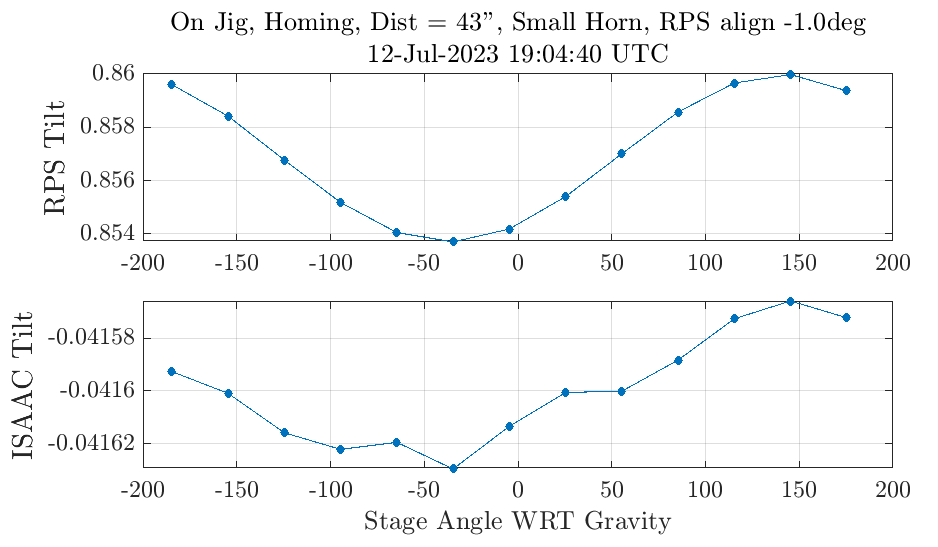 On Jig, Homing, Dist = 43”, Small Horn, RPS align -1.0deg
12-Jul-2023 19:04:40 UTC
RPS Tilt
0.86
0.858
0.856
0.854
-200 -150 -100 -50 0 50 100 150 200
ISAAC Tilt
-0.04158
-0.0416
-0.04162
-200 -150 -100 -50 0 50 100 150 200
Stage Angle WRT Gravity